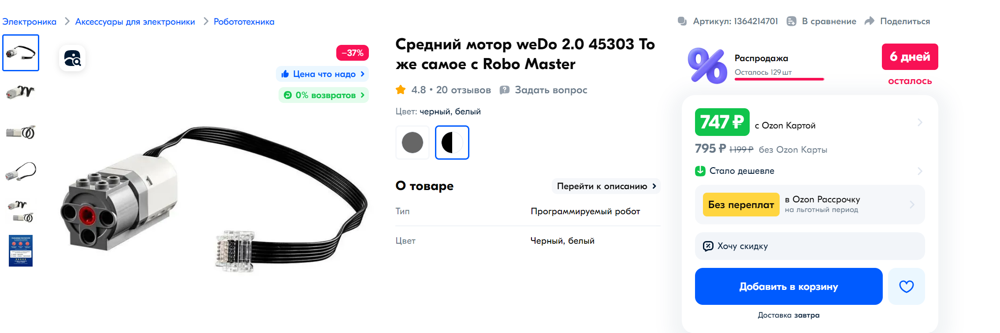 Электроника
Аксессуары для электроники
Робототехника
Артикул: 1364214701
В сравнение
Поделиться
–37%
Цена что надо
0% возвратов
Средний мотор weDo 2.0 45303 То
же самое с Robo Master
4.8 • 20 отзывов
Задать вопрос
Цвет: черный, белый
О товаре
Перейти к описанию
Тип
Программируемый робот
Цвет
Черный, белый
Распродажа
Осталось 129 шт
6 дней
осталось
747 ₽
с Ozon Картой
795 ₽ 1 199 ₽ без Ozon Карты
Стало дешевле
Без переплат
в Ozon Рассрочку
на льготный период
Хочу скидку
Добавить в корзину
Доставка завтра